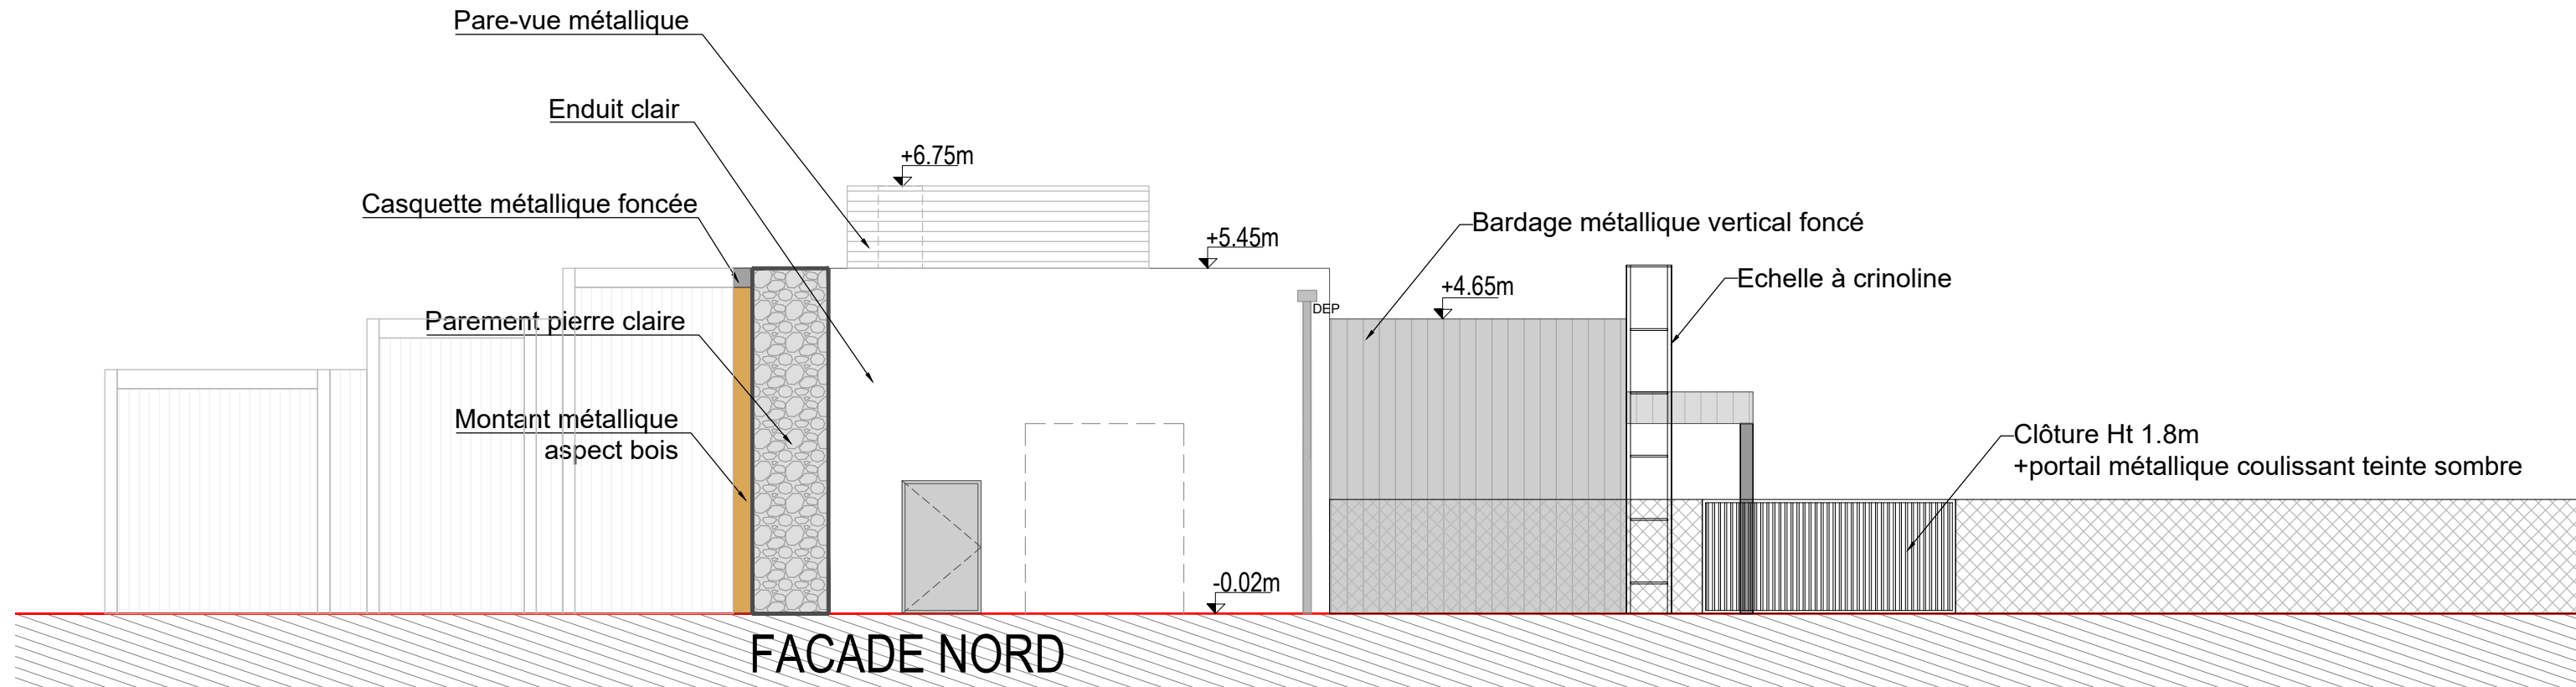 Pare-vue métallique
Enduit clair
+6.75m
Casquette métallique foncée
+5.45m
Bardage métallique vertical foncé
+4.65m
Echelle à crinoline
DEP
Parement pierre claire
Montant métallique
aspect bois
Clôture Ht 1.8m
+portail métallique coulissant teinte sombre
-0.02m
FACADE NORD